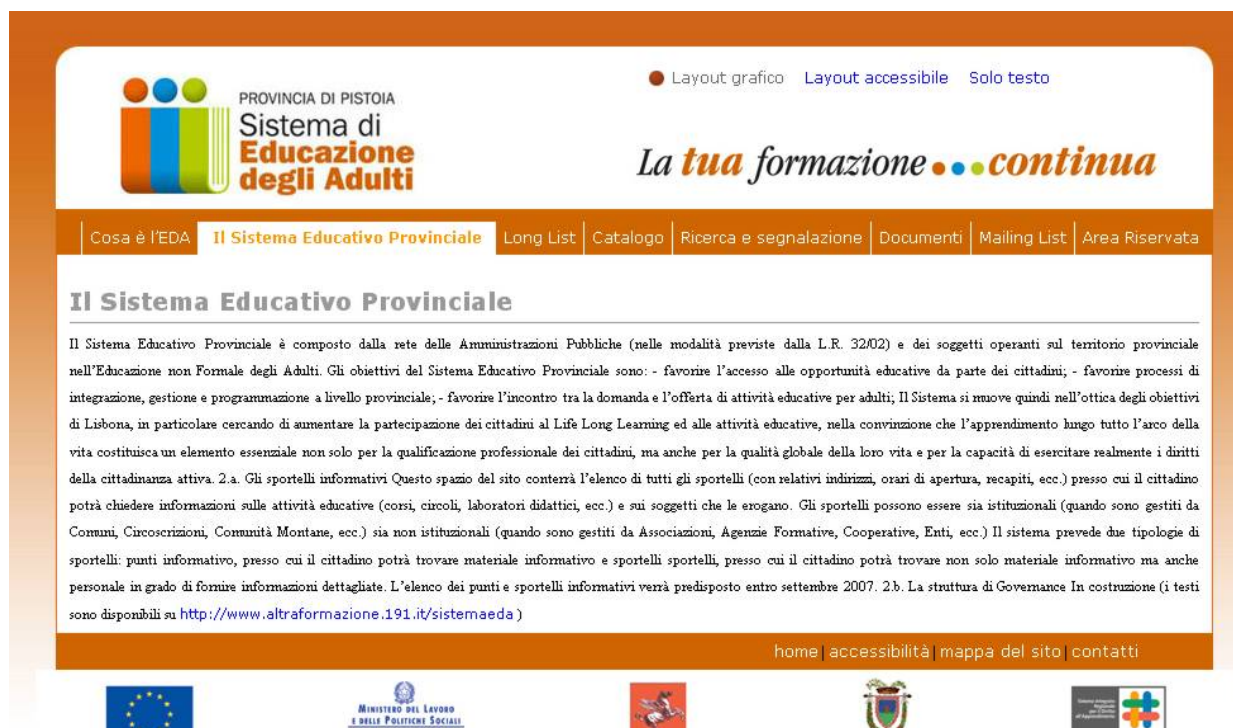 Layout grafico Layout accessibile Solo testo
PROVINCIA DI PISTOIA
Sistema di
Educazione
degli Adulti
La tua formazione...continua
Cosa è l'EDA Il Sistema Educativo Provinciale Long List Catalogo Ricerca e segnalazione Documenti Mailing List Area Riservata
Il Sistema Educativo Provinciale
Il Sistema Educativo Provinciale è composto dalla rete delle Amministrazioni Pubbliche (nelle modalità previste dalla L.R. 32/02) e dei soggetti operanti sul territorio provinciale
nell'Educazione non Formale degli Adulti. Gli obiettivi del Sistema Educativo Provinciale sono: - favorire l'accesso alle opportunità educative da parte dei cittadini; - favorire processi di
integrazione, gestione e programmazione a livello provinciale; - favorire l'incontro tra la domanda e l'offerta di attività educative per adulti; Il Sistema si muove quindi nell'ottica degli obiettivi
di Lisbona, in particolare cercando di aumentare la partecipazione dei cittadini al Life Long Learning ed alle attività educative, nella convinzione che l'apprendimento lungo tutto l'arco della
vita costituisca un elemento essenziale non solo per la qualificazione professionale dei cittadini, ma anche per la qualità globale della loro vita e per la capacità di esercitare realmente i diritti
della cittadinanza attiva. 2.a. Gli sportelli informativi Questo spazio del sito conterrà l'elenco di tutti gli sportelli (con relativi indirizzi, orari di apertura, recapiti, ecc.) presso cui il cittadino
potrà chiedere informazioni sulle attività educative (corsi, circoli, laboratori didattici, ecc.) e sui soggetti che le erogano. Gli sportelli possono essere sia istituzionali (quando sono gestiti da
Comuni, Circoscrizioni, Comunità Montane, ecc.) sia non istituzionali (quando sono gestiti da Associazioni, Agenzie Formative, Cooperative, Enti, ecc.) Il sistema prevede due tipologie di
sportelli: punti informativo, presso cui il cittadino potrà trovare materiale informativo e sportelli sportelli, presso cui il cittadino potrà trovare non solo materiale informativo ma anche
personale in grado di fornire informazioni dettagliate. L'elenco dei punti e sportelli informativi verrà predisposto entro settembre 2007. 2.b. La struttura di Governance In costruzione (i testi
sono disponibili su http://www.altraformazione.191.it/sistemaeda )
home| accessibilità| mappa del sito| contatti
MINISTERO DEL LAVORO
E DELLE POLITICHE SOCIALI